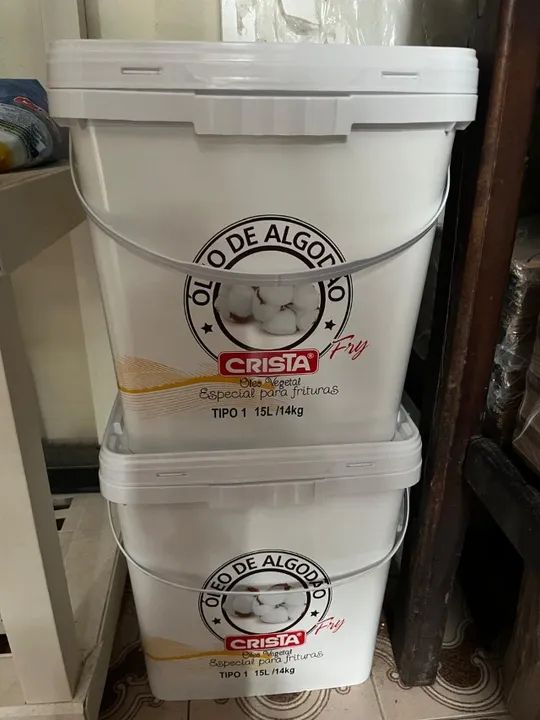 ÓLEO DE ALGODÃO
CRISTA®
Fry
Óleo Vegetal
Especial para frituras
TIPO 1 15L/14kg
ÓLEO DE ALGODÃO
CRISTA®
Fry
Óleo Vegetal
Especial para frituras
TIPO 1 15L/14kg